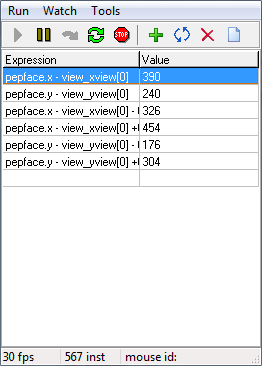 Run Watch Tools
STOP
Expression Value
pepface.x - view_xview[0] 390
pepface.y - view_yview[0] 240
pepface.x - view_xview[0] - 326
pepface.x - view_xview[0] + 454
pepface.y - view_yview[0] - 176
pepface.y - view_yview[0] + 304
30 fps 567 inst mouse id: